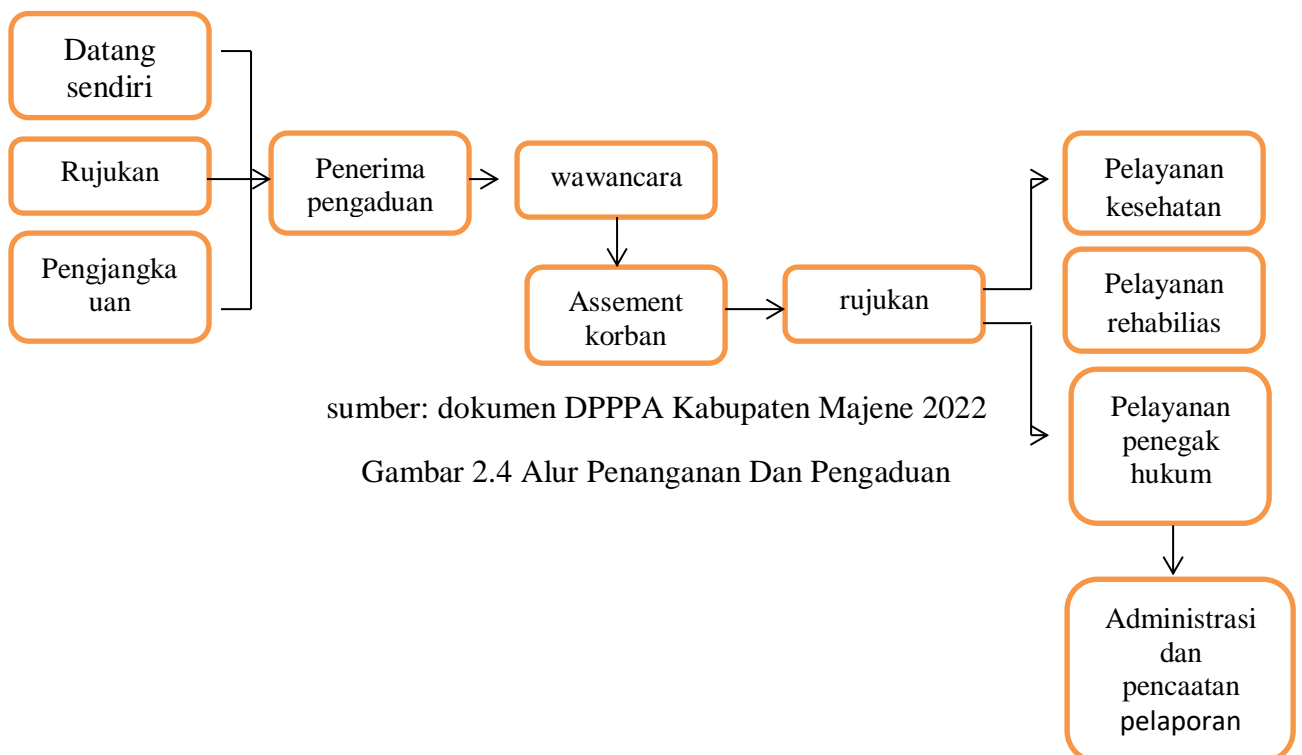 Datang
sendiri
Rujukan
Pengjangka
uan
Penerima
pengaduan
wawancara
Assement
korban
rujukan
Pelayanan
kesehatan
Pelayanan
rehabilias
Pelayanan
penegak
hukum
Administrasi
dan
pencaatan
pelaporan
sumber: dokumen DPPPA Kabupaten Majene 2022
Gambar 2.4 Alur Penanganan Dan Pengaduan